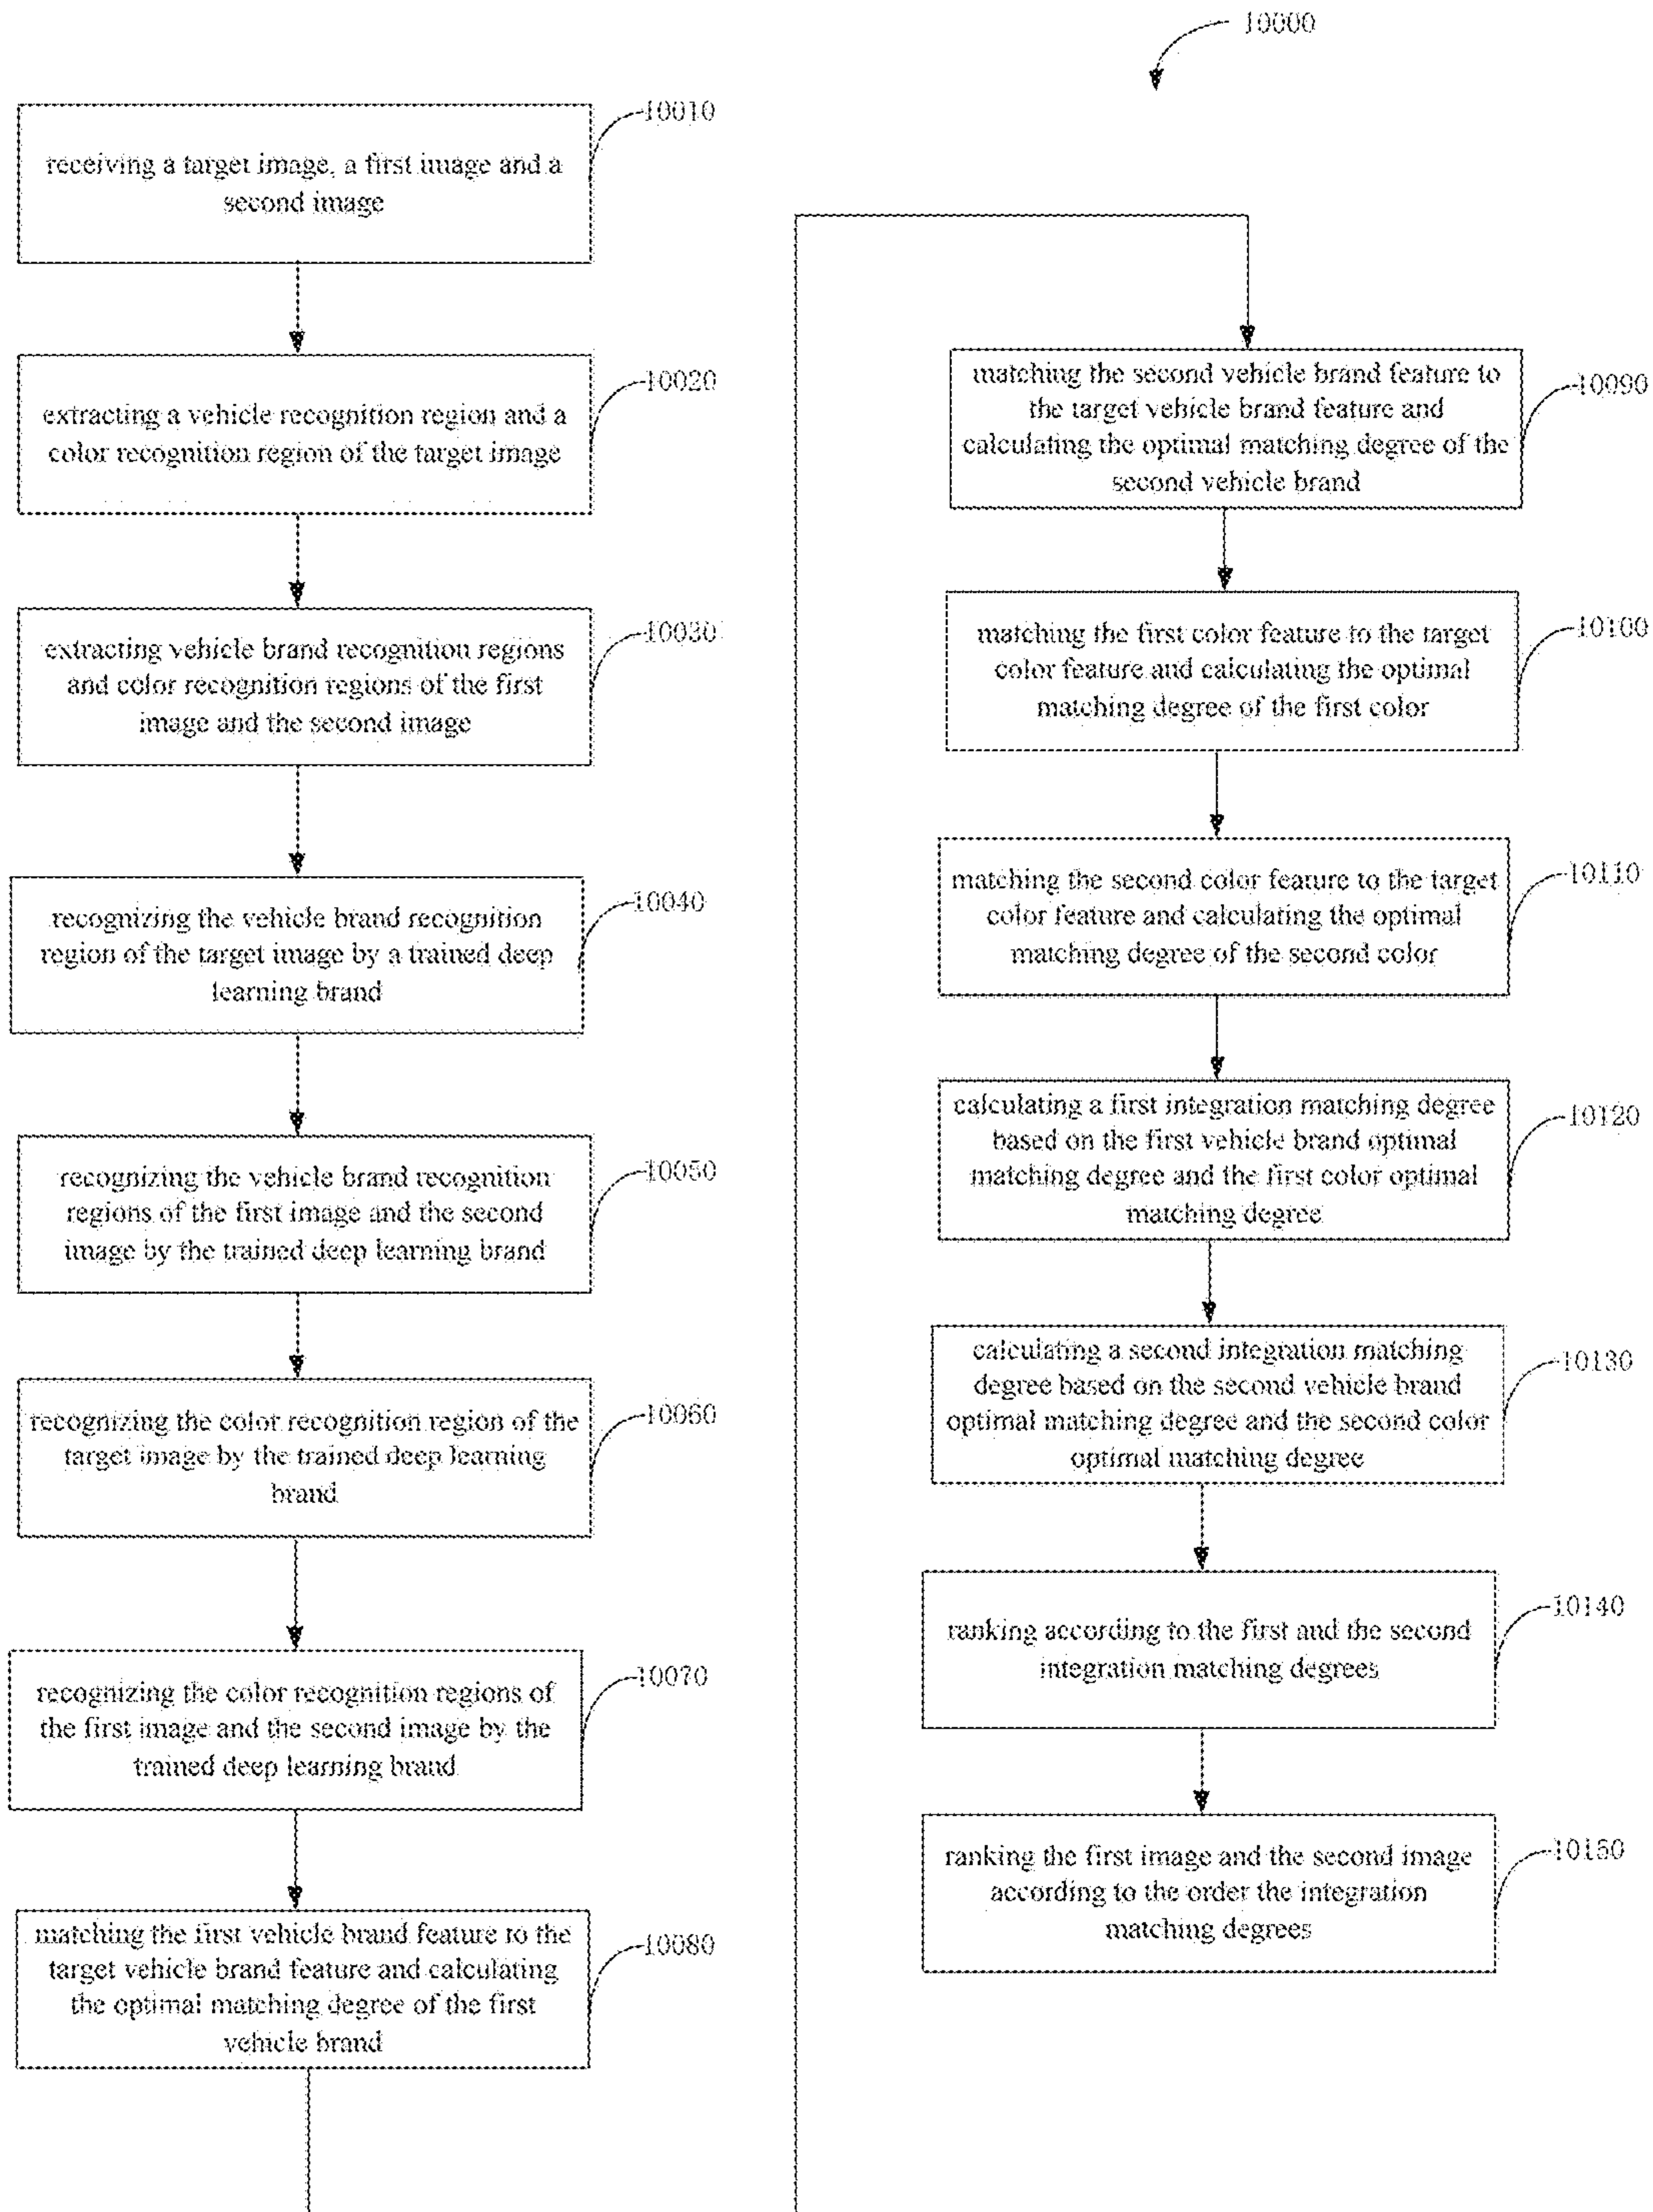 10000
10010
receiving a target image, a first image and a
second image
10020
extracting a vehicle recognition region and a
color recognition region of the target image
10030
extracting vehicle brand recognition regions
and color recognition regions of the first
image and the second image
10040
recognizing the vehicle brand recognition
region of the target image by a trained deep
learning brand
10050
recognizing the vehicle brand recognition
regions of the first image and the second
image by the trained deep learning brand
10060
recognizing the color recognition region of the
target image by the trained deep learning
brand
10070
recognizing the color recognition regions of
the first image and the second image by the
trained deep learning brand
10080
matching the first vehicle brand feature to the
target vehicle brand feature and calculating
the optimal matching degree of the first
vehicle brand
10090
matching the second vehicle brand feature to
the target vehicle brand feature and
calculating the optimal matching degree of the
second vehicle brand
10100
matching the first color feature to the target
color feature and calculating the optimal
matching degree of the first color
10110
matching the second color feature to the target
color feature and calculating the optimal
matching degree of the second color
10120
calculating a first integration matching degree
based on the first vehicle brand optimal
matching degree and the first color optimal
matching degree
10130
calculating a second integration matching
degree based on the second vehicle brand
optimal matching degree and the second color
optimal matching degree
10140
ranking according to the first and the second
integration matching degrees
10150
ranking the first image and the second image
according to the order the integration
matching degrees